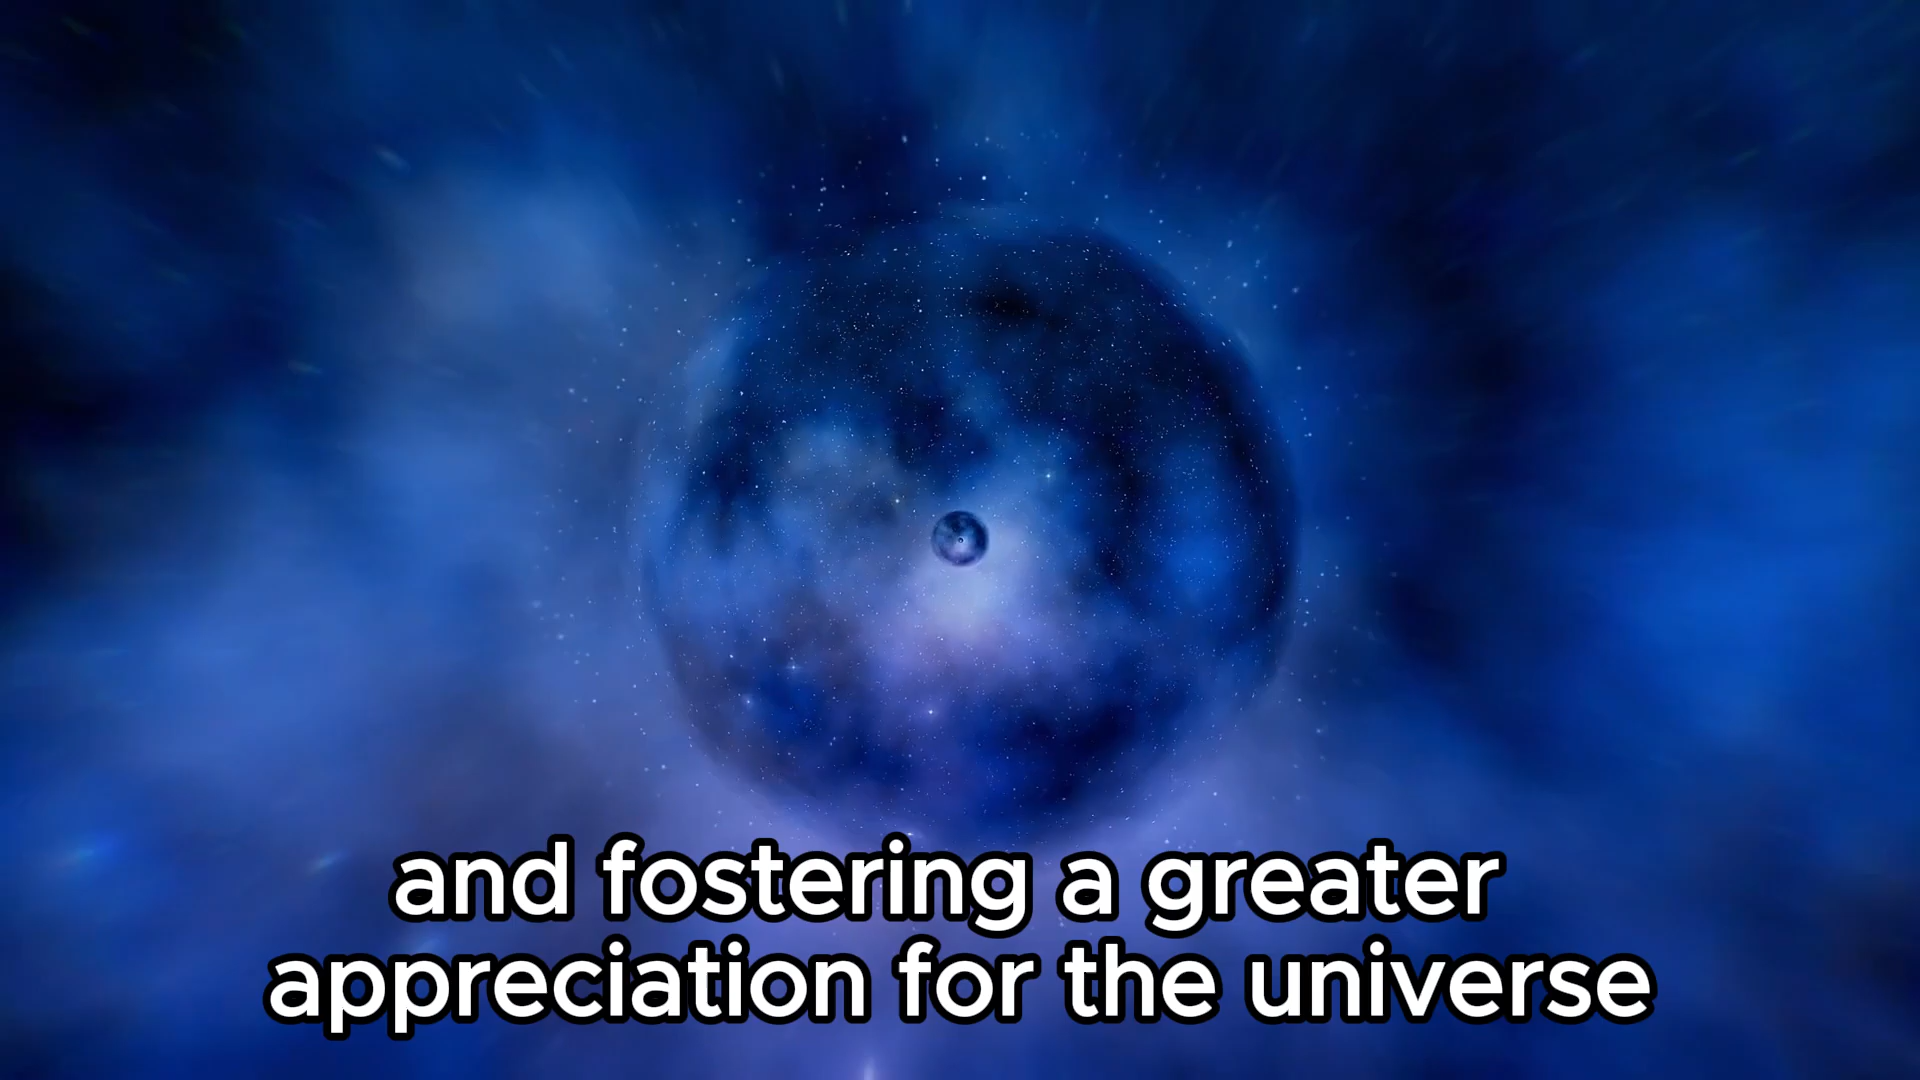 and fostering a greater
appreciation for the universe